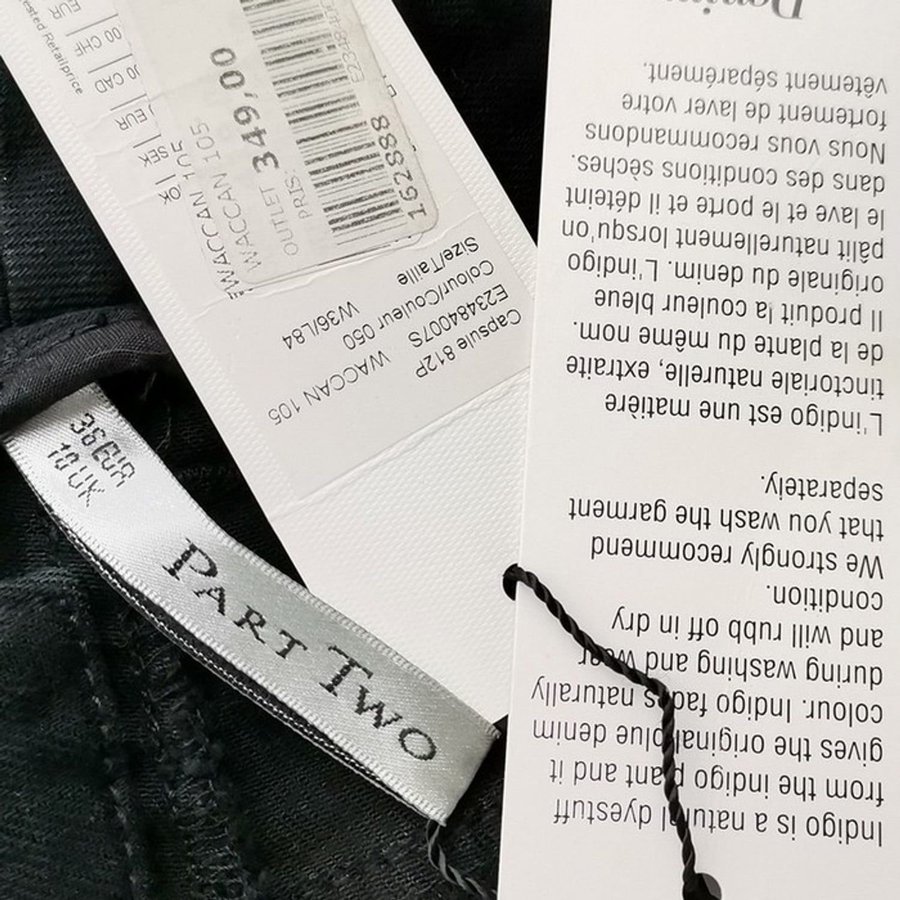 36EUR
10 UK
PART TWO
Capsule 812P
E23484007S
WACCAN 105
Colour/Couleur 050
Size/Taille
W36/L84
WACCAN 105
OUTLET 349,00
PRIS:
162888
EUR
CHF
CAD
EUR
SEK
DK
Retailprice
Indigo is a natural dyestuff
from the indigo plant and it
gives the original blue denim
colour. Indigo fades naturally
during washing and wear
and will rubb off in dry
condition.
We strongly recommend
that you wash the garment
separately.
L'indigo est une matière
tinctoriale naturelle, extraite
de la plante du même nom.
Il produit la couleur bleue
originale du denim. L'indigo
pâlit naturellement lorsqu'on
le lave et le porte et il déteint
dans des conditions sèches.
Nous vous recommandons
fortement de laver votre
vêtement séparément.